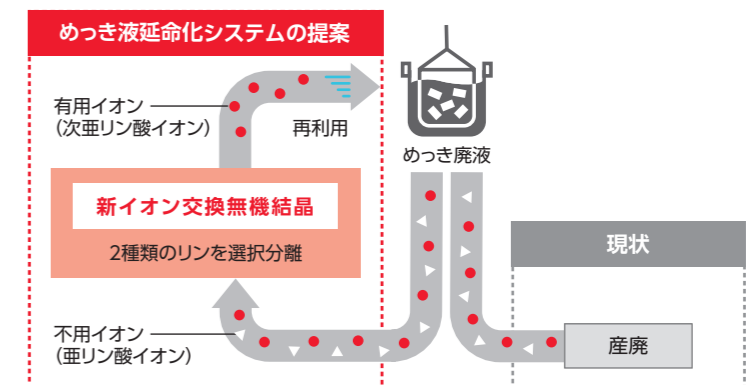 めっき液延命化システムの提案
有用イオン
（次亜リン酸イオン）
再利用
めっき廃液
新イオン交換無機結晶
2種類のリンを選択分離
現状
不用イオン
（亜リン酸イオン）
産廃